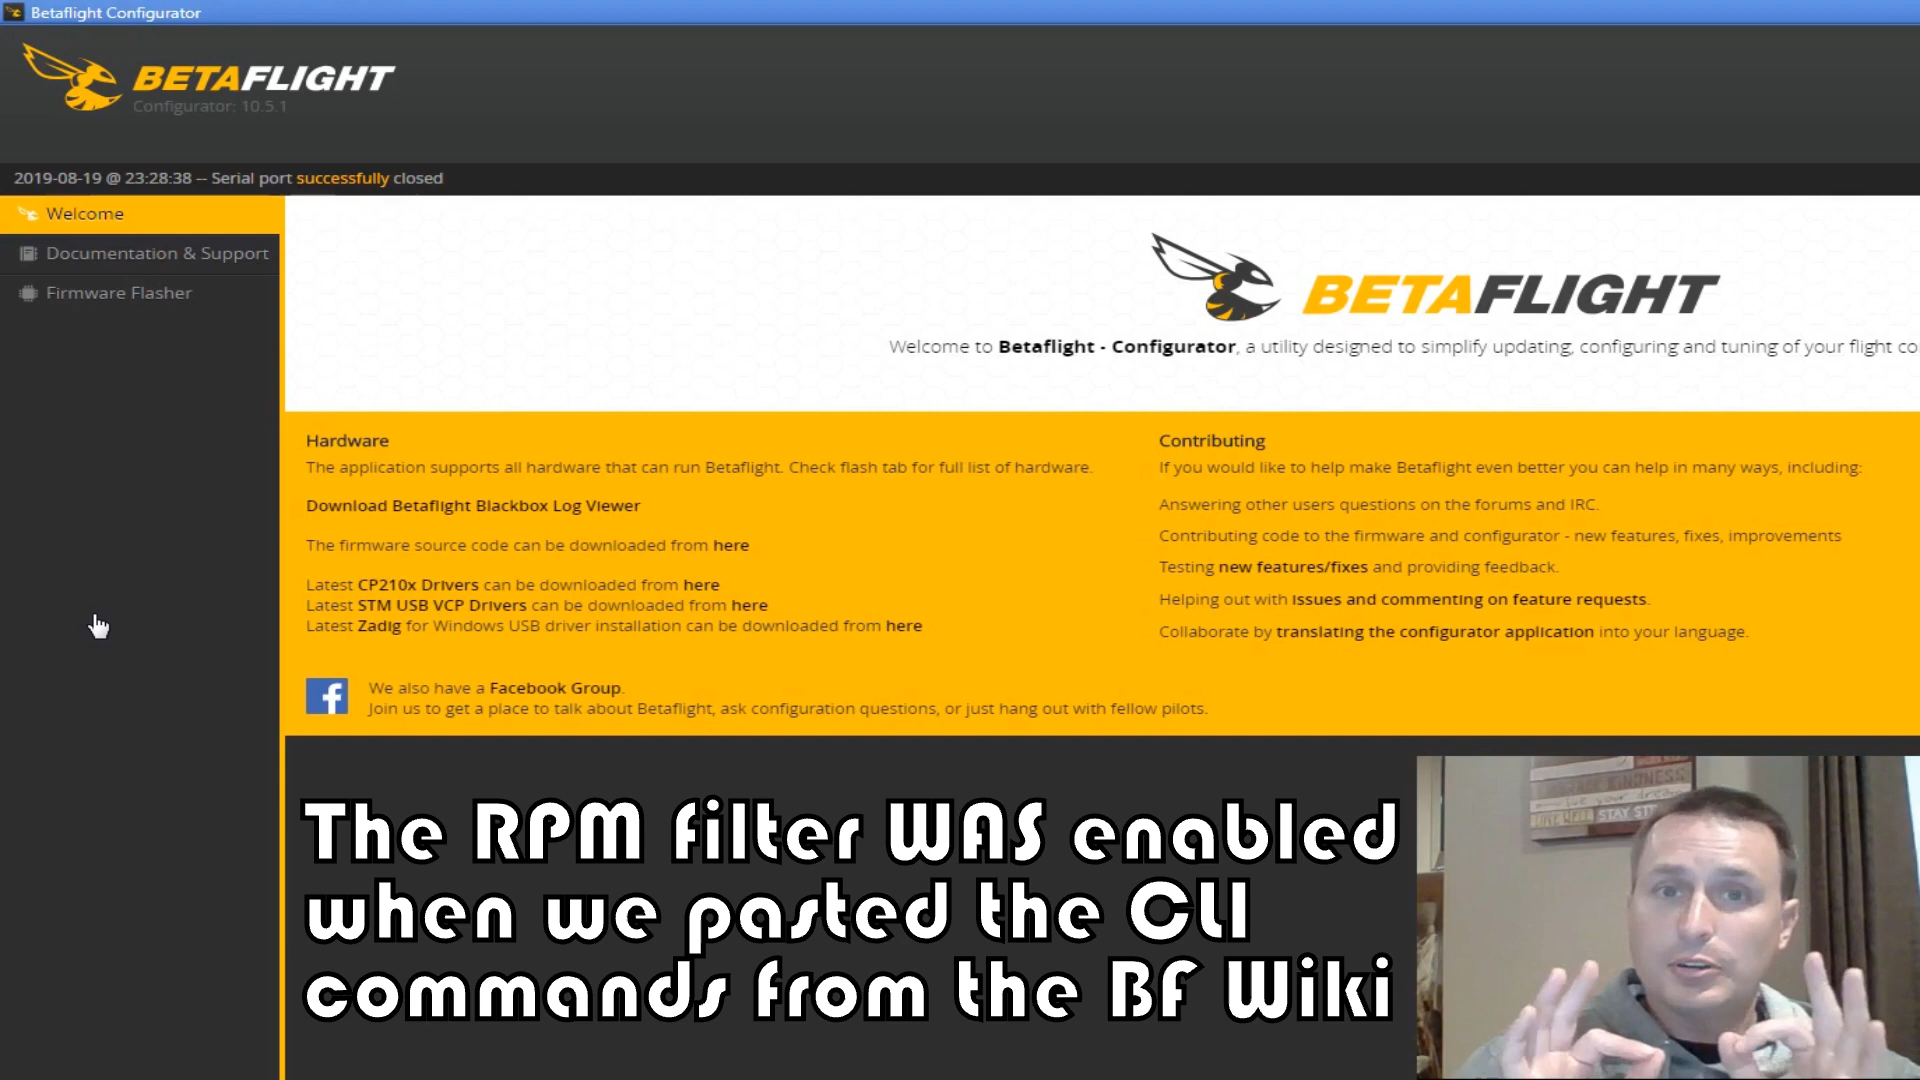 Betaflight Configurator
BETAFLIGHT
Configurator: 10.5.1
2019-08-19 @ 23:28:38 -- Serial port successfully closed
Welcome
Documentation & Support
Firmware Flasher
BETAFLIGHT
Welcome to Betaflight - Configurator, a utility designed to simplify updating, configuring and tuning of your flight co
Hardware
The application supports all hardware that can run Betaflight. Check flash tab for full list of hardware.
Download Betaflight Blackbox Log Viewer
The firmware source code can be downloaded from here
Latest CP210x Drivers can be downloaded from here
Latest STM USB VCP Drivers can be downloaded from here
Latest Zadig for Windows USB driver installation can be downloaded from here
We also have a Facebook Group.
Join us to get a place to talk about Betaflight, ask configuration questions, or just hang out with fellow pilots.
Contributing
If you would like to help make Betaflight even better you can help in many ways, including:
Answering other users questions on the forums and IRC.
Contributing code to the firmware and configurator - new features, fixes, improvements
Testing new features/fixes and providing feedback.
Helping out with issues and commenting on feature requests.
Collaborate by translating the configurator application into your language.
The RPM filter WAS enabled
when we pasted the CLI
commands from the BF Wiki
KINDNESS
live your dream
LIVE WELL STAY